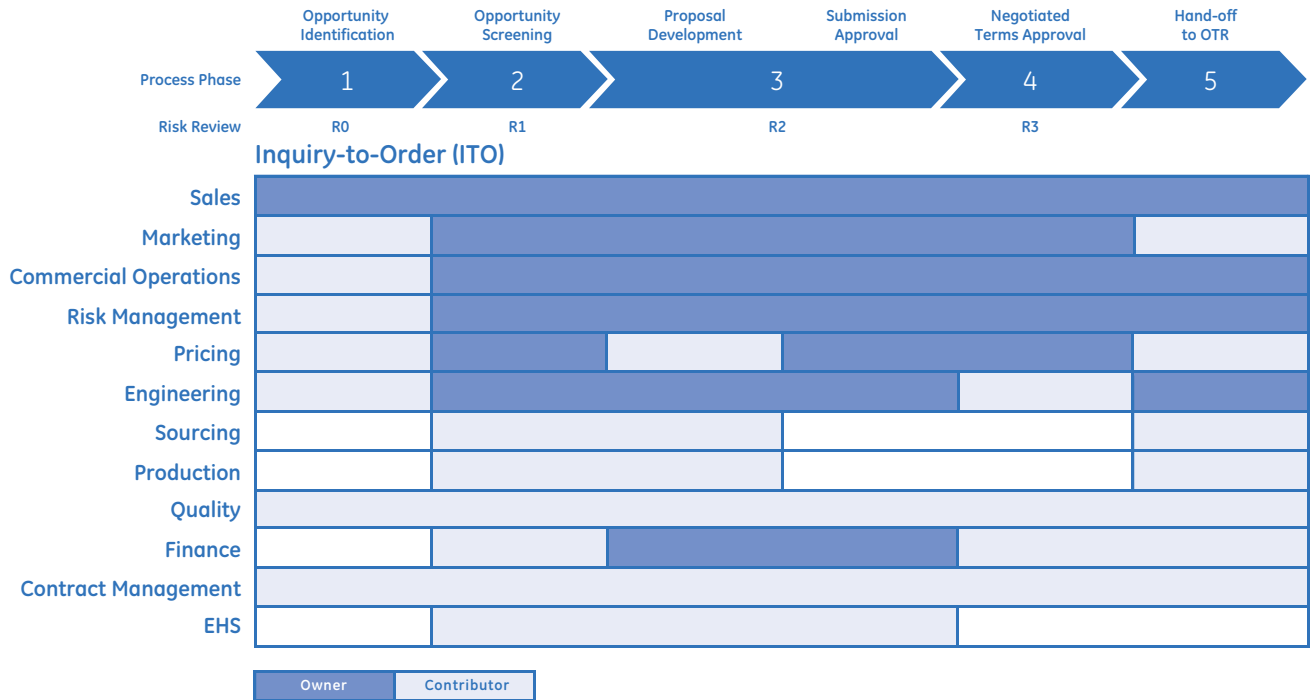 Opportunity
Identification
Opportunity
Screening
Proposal
Development
Submission
Approval
Negotiated
Terms Approval
Hand-off
to OTR
Process Phase
1
2
3
4
5
Risk Review
R0
R1
R2
R3
Inquiry-to-Order (ITO)
Sales
Marketing
Commercial Operations
Risk Management
Pricing
Engineering
Sourcing
Production
Quality
Finance
Contract Management
EHS
Owner
Contributor